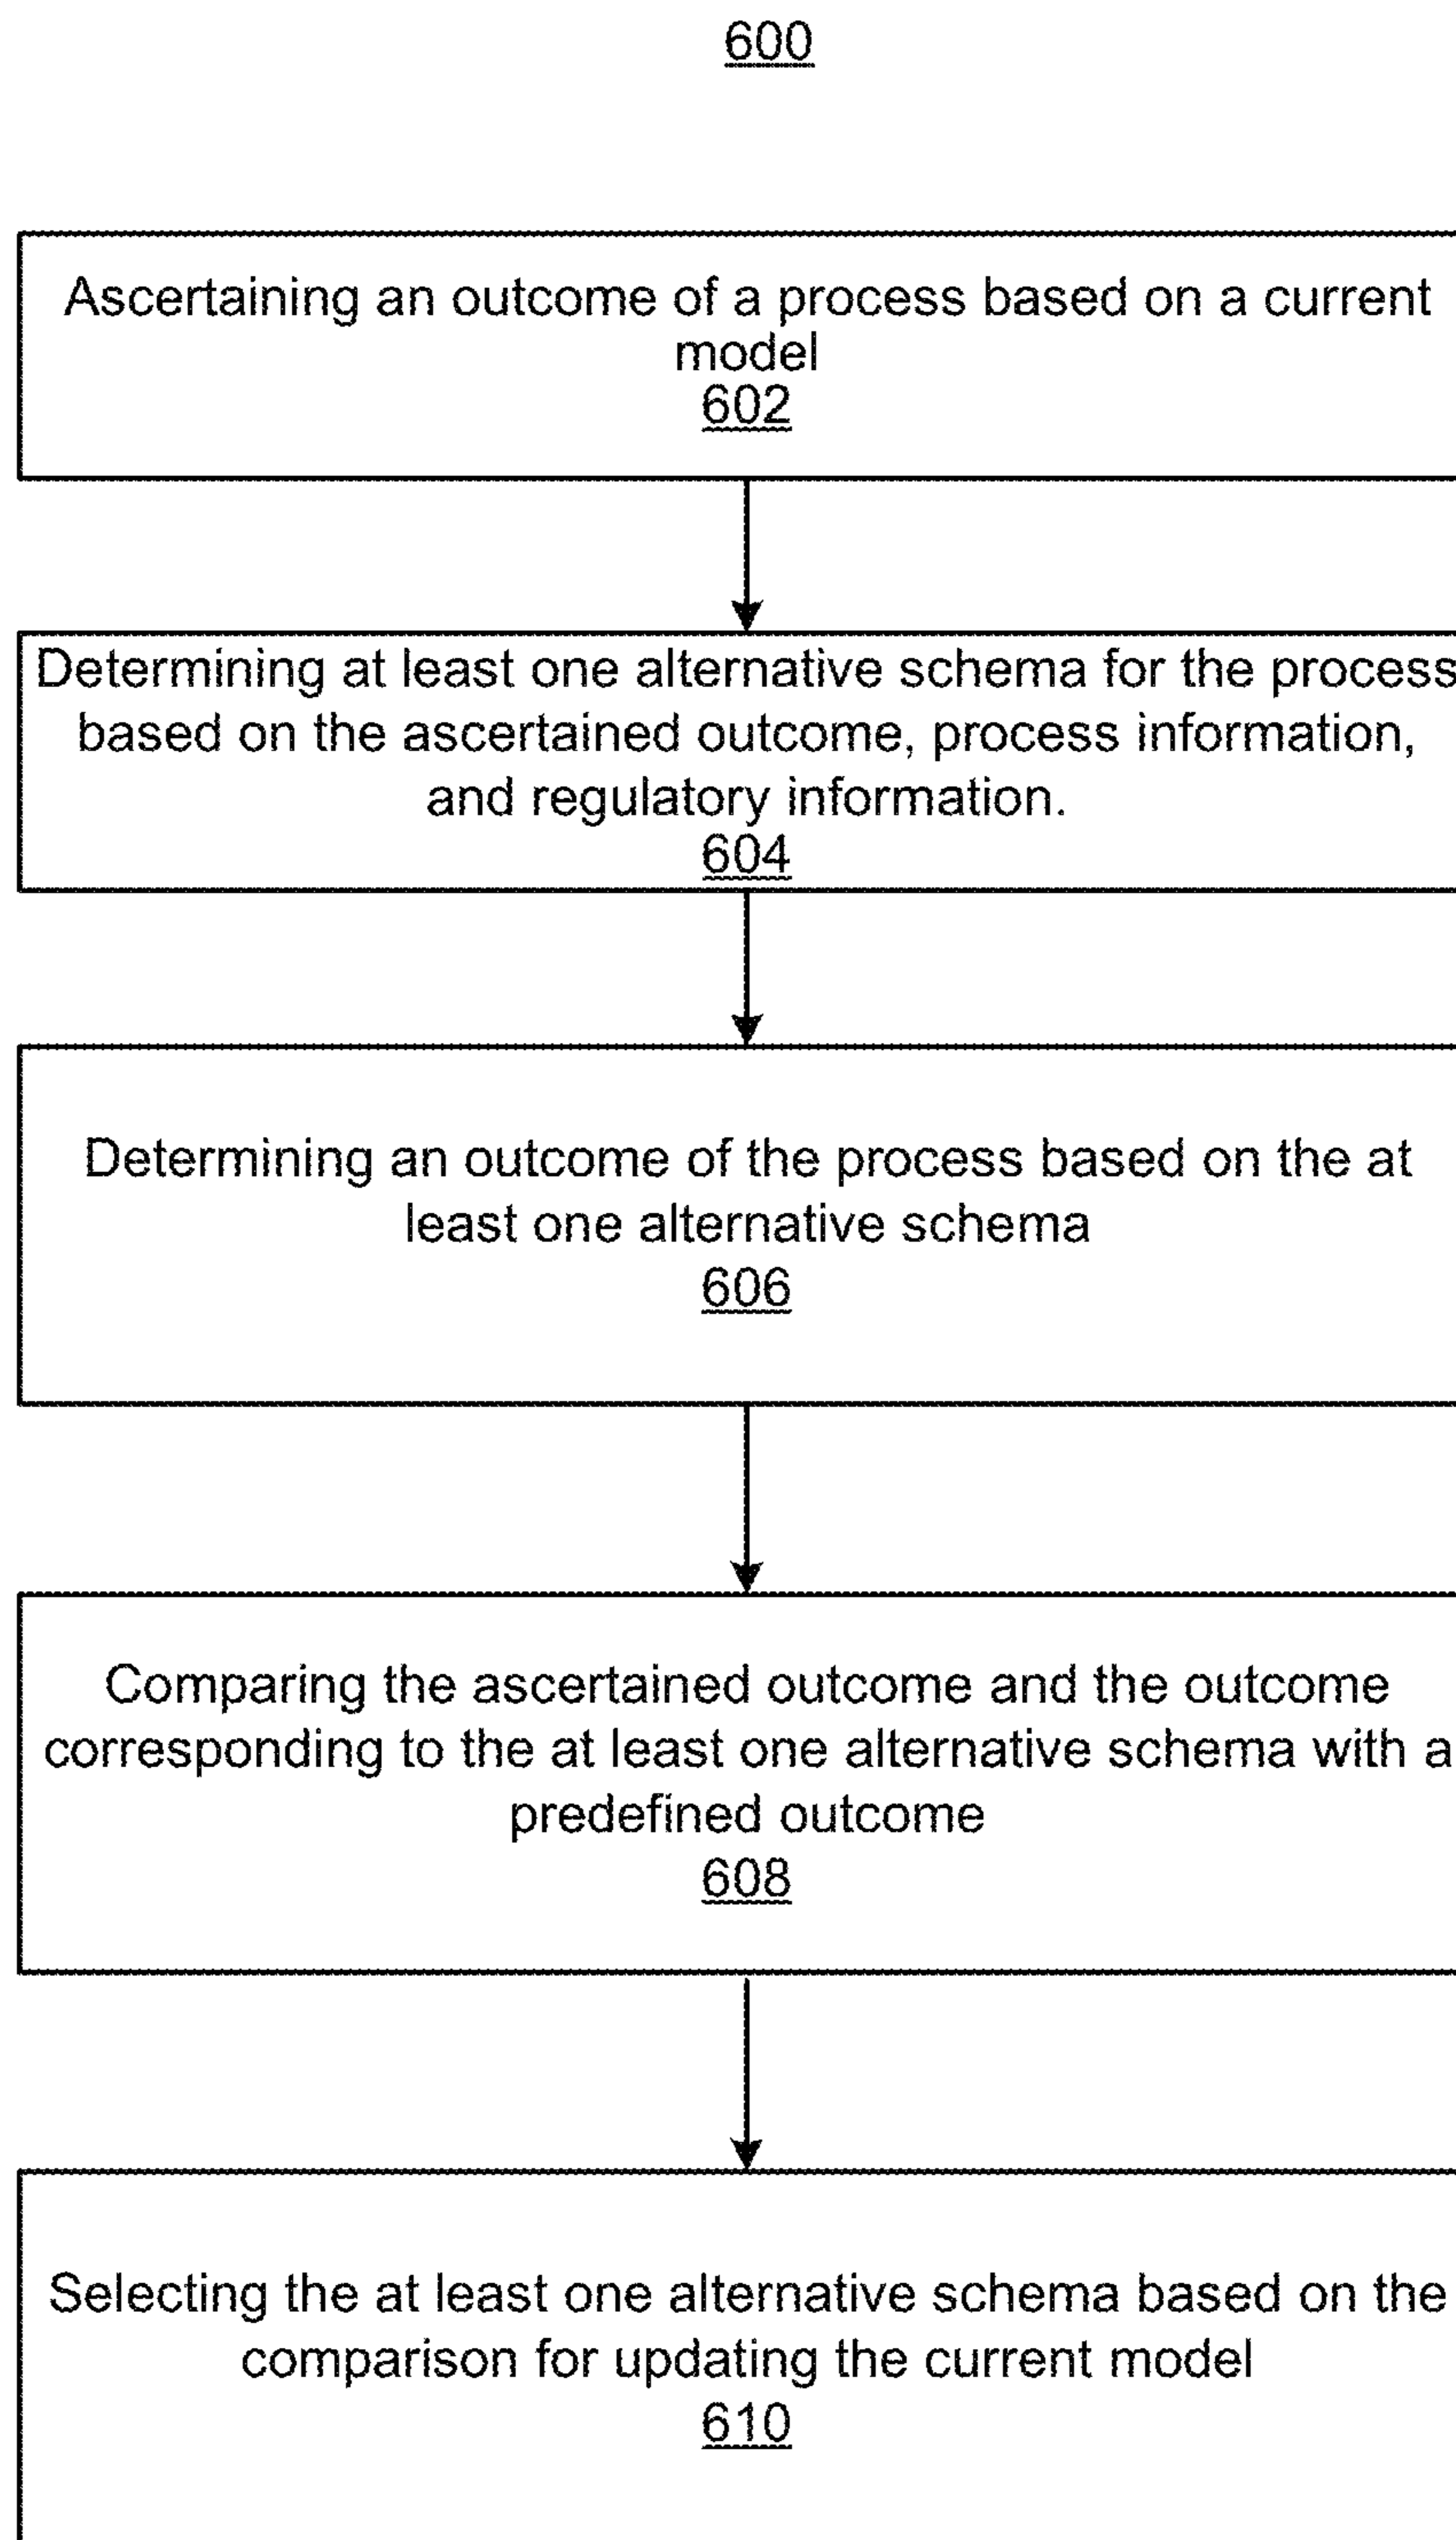 600
Ascertaining an outcome of a process based on a current
model
602
Determining at least one alternative schema for the process
based on the ascertained outcome, process information,
and regulatory information.
604
Determining an outcome of the process based on the at
least one alternative schema
606
Comparing the ascertained outcome and the outcome
corresponding to the at least one alternative schema with a
predefined outcome
608
Selecting the at least one alternative schema based on the
comparison for updating the current model
610